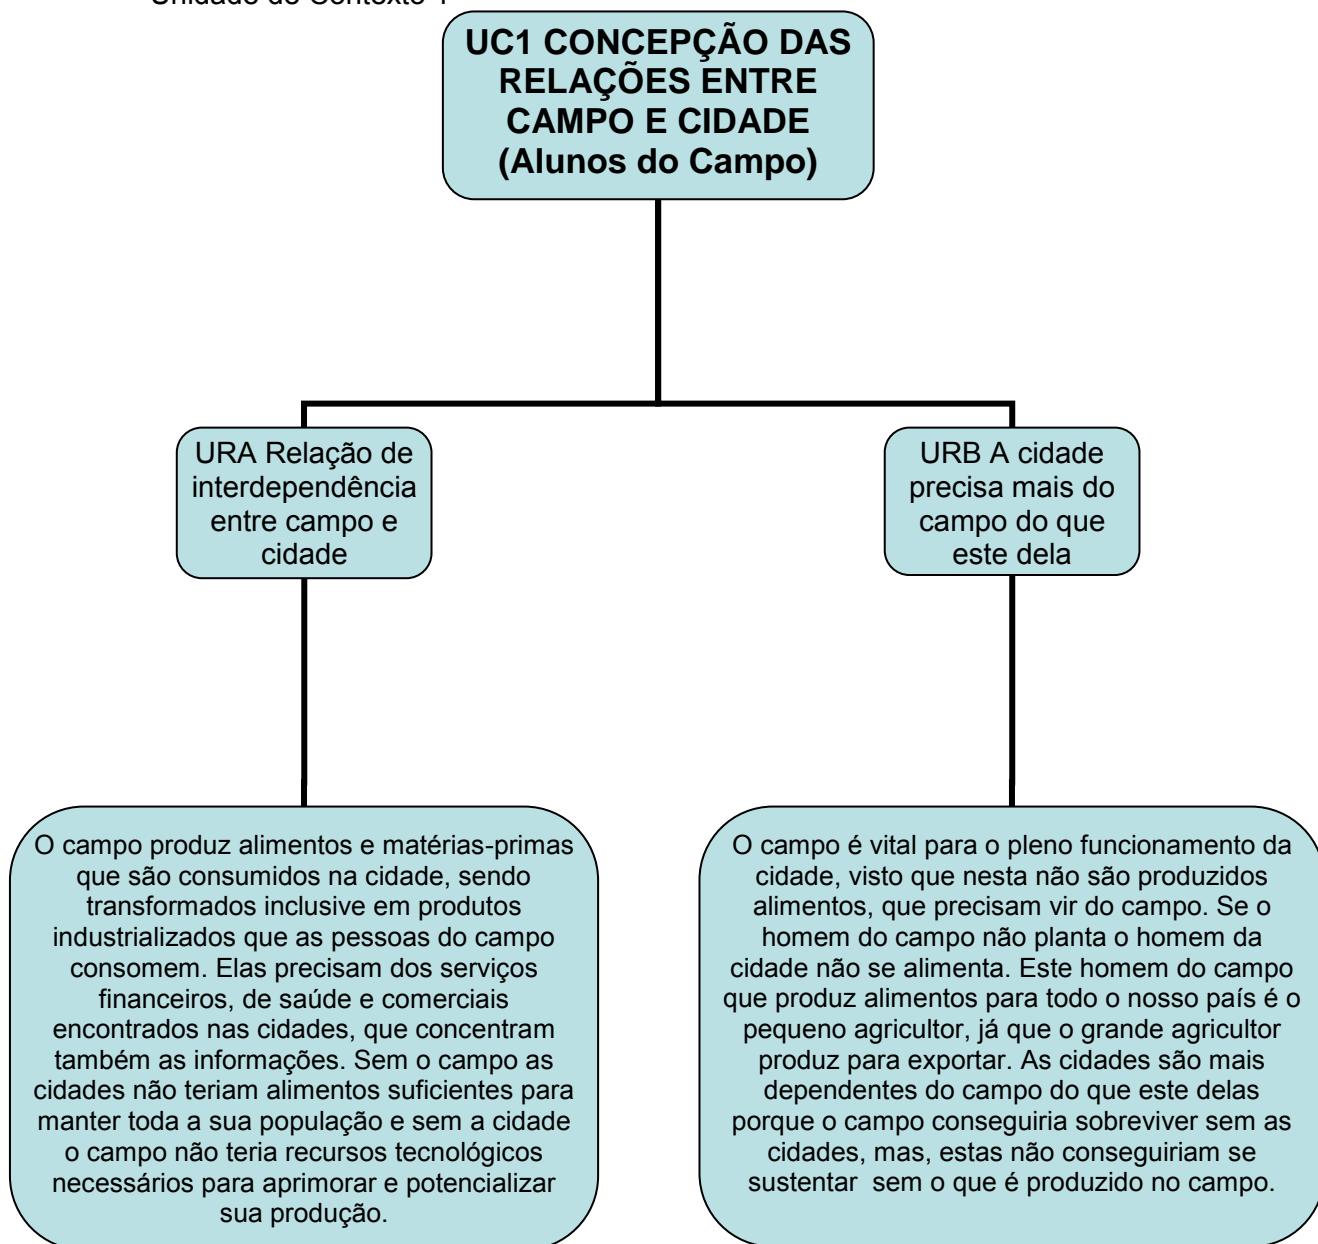 Unidade de Contexto 1
UC1 CONCEPÇÃO DAS
RELAÇÕES ENTRE
CAMPO E CIDADE
(Alunos do Campo)
URA Relação de
interdependência
entre campo e
cidade
URB A cidade
precisa mais do
campo do que
este dela
O campo produz alimentos e matérias-primas
que são consumidos na cidade, sendo
transformados inclusive em produtos
industrializados que as pessoas do campo
consomem. Elas precisam dos serviços
financeiros, de saúde e comerciais
encontrados nas cidades, que concentram
também as informações. Sem o campo as
cidades não teriam alimentos suficientes para
manter toda a sua população e sem a cidade
o campo não teria recursos tecnológicos
necessários para aprimorar e potencializar
sua produção.
O campo é vital para o pleno funcionamento da
cidade, visto que nesta não são produzidos
alimentos, que precisam vir do campo. Se o
homem do campo não planta o homem da
cidade não se alimenta. Este homem do campo
que produz alimentos para todo o nosso país é o
pequeno agricultor, já que o grande agricultor
produz para exportar. As cidades são mais
dependentes do campo do que este delas
porque o campo conseguiria sobreviver sem as
cidades, mas, estas não conseguiriam se
sustentar  sem o que é produzido no campo.